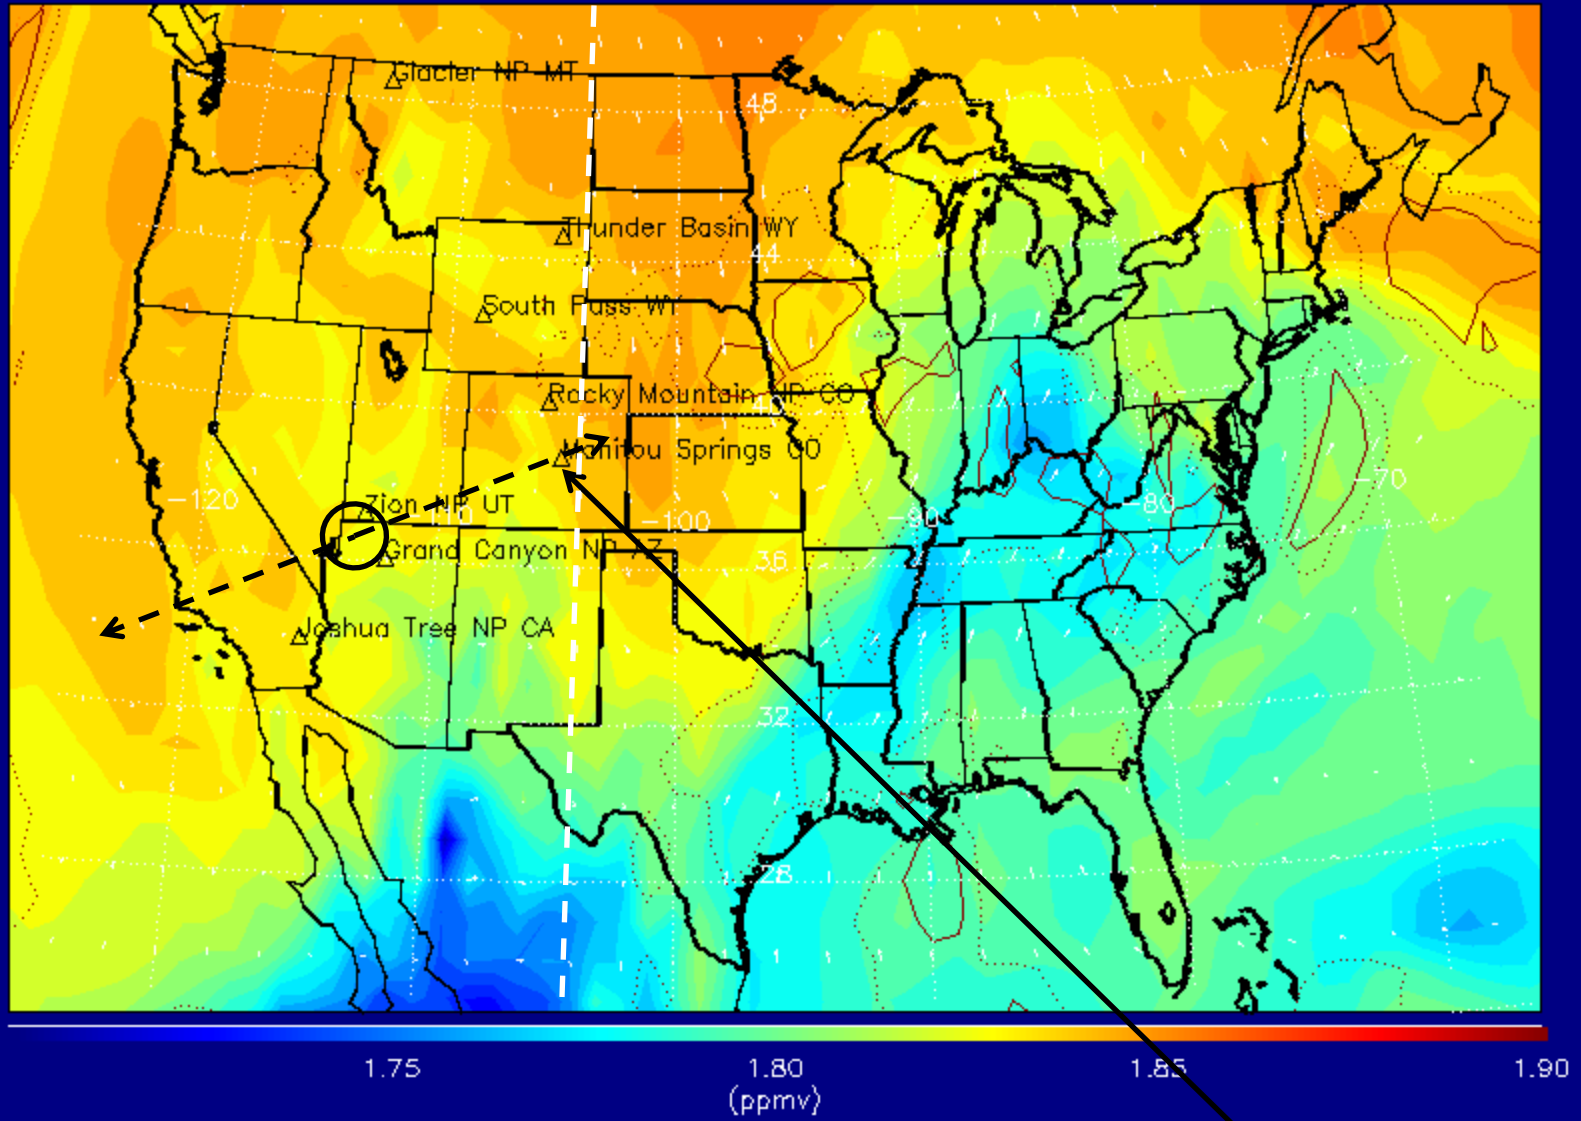 Glacier NP MT
48
Thunder Basin WY
44
South Pass WY
Rocky Mountain NP CO
40
Manitou Springs CO
-120
Zion NP UT
-110
-100
-90
-80
-70
Grand Canyon NP AZ
36
Joshua Tree NP CA
32
28
1.75
1.80
1.85
1.90
(ppmv)